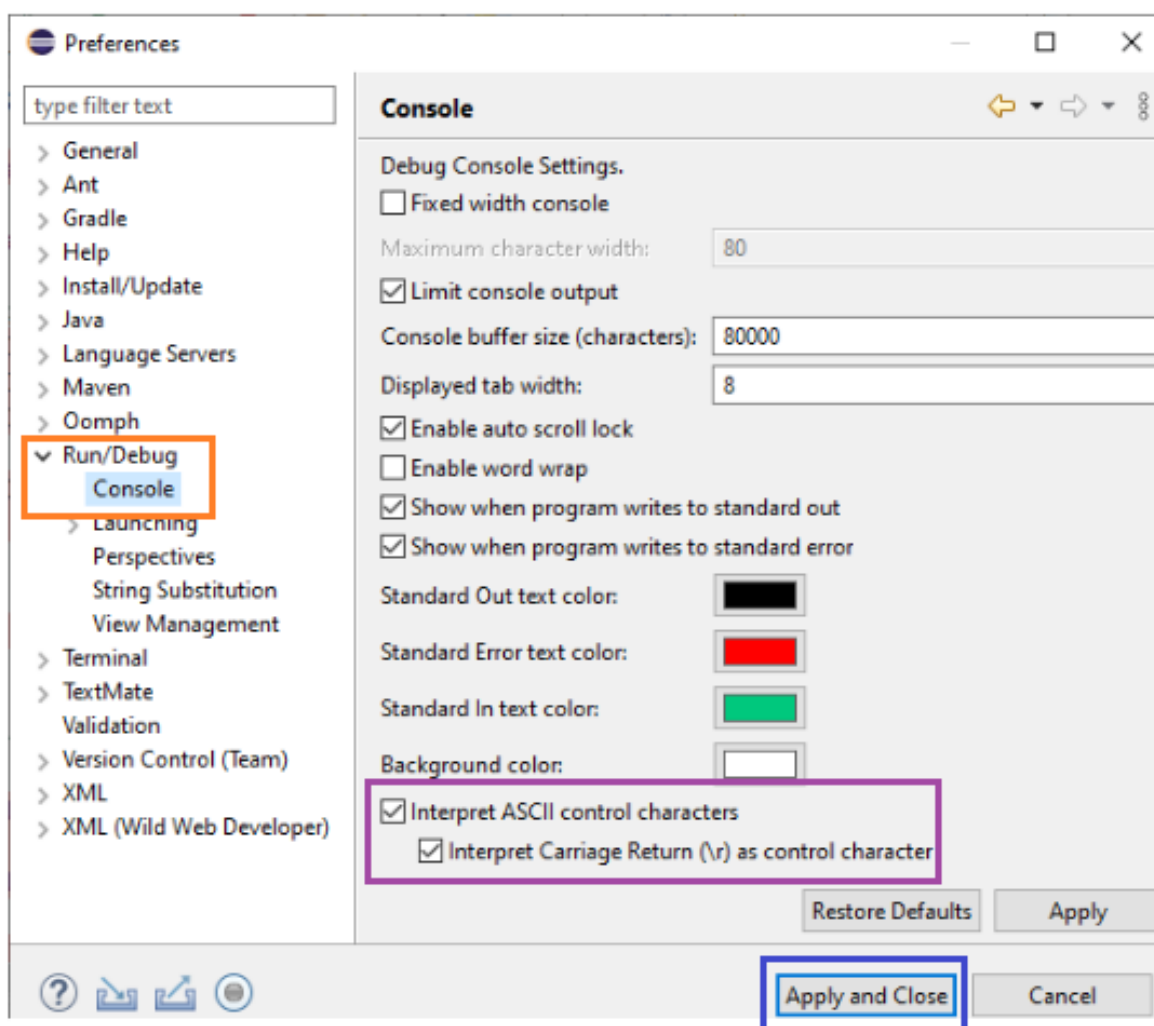 Preferences
type filter text
General
Ant
Gradle
Help
Install/Update
Java
Language Servers
Maven
Oomph
Run/Debug
Console
Launching
Perspectives
String Substitution
View Management
Terminal
TextMate
Validation
Version Control (Team)
XML
XML (Wild Web Developer)
Console
Debug Console Settings.
Fixed width console
Maximum character width: 80
Limit console output
Console buffer size (characters): 80000
Displayed tab width: 8
Enable auto scroll lock
Enable word wrap
Show when program writes to standard out
Show when program writes to standard error
Standard Out text color:
Standard Error text color:
Standard In text color:
Background color:
Interpret ASCII control characters
Interpret Carriage Return (\r) as control character
Restore Defaults Apply
Apply and Close Cancel